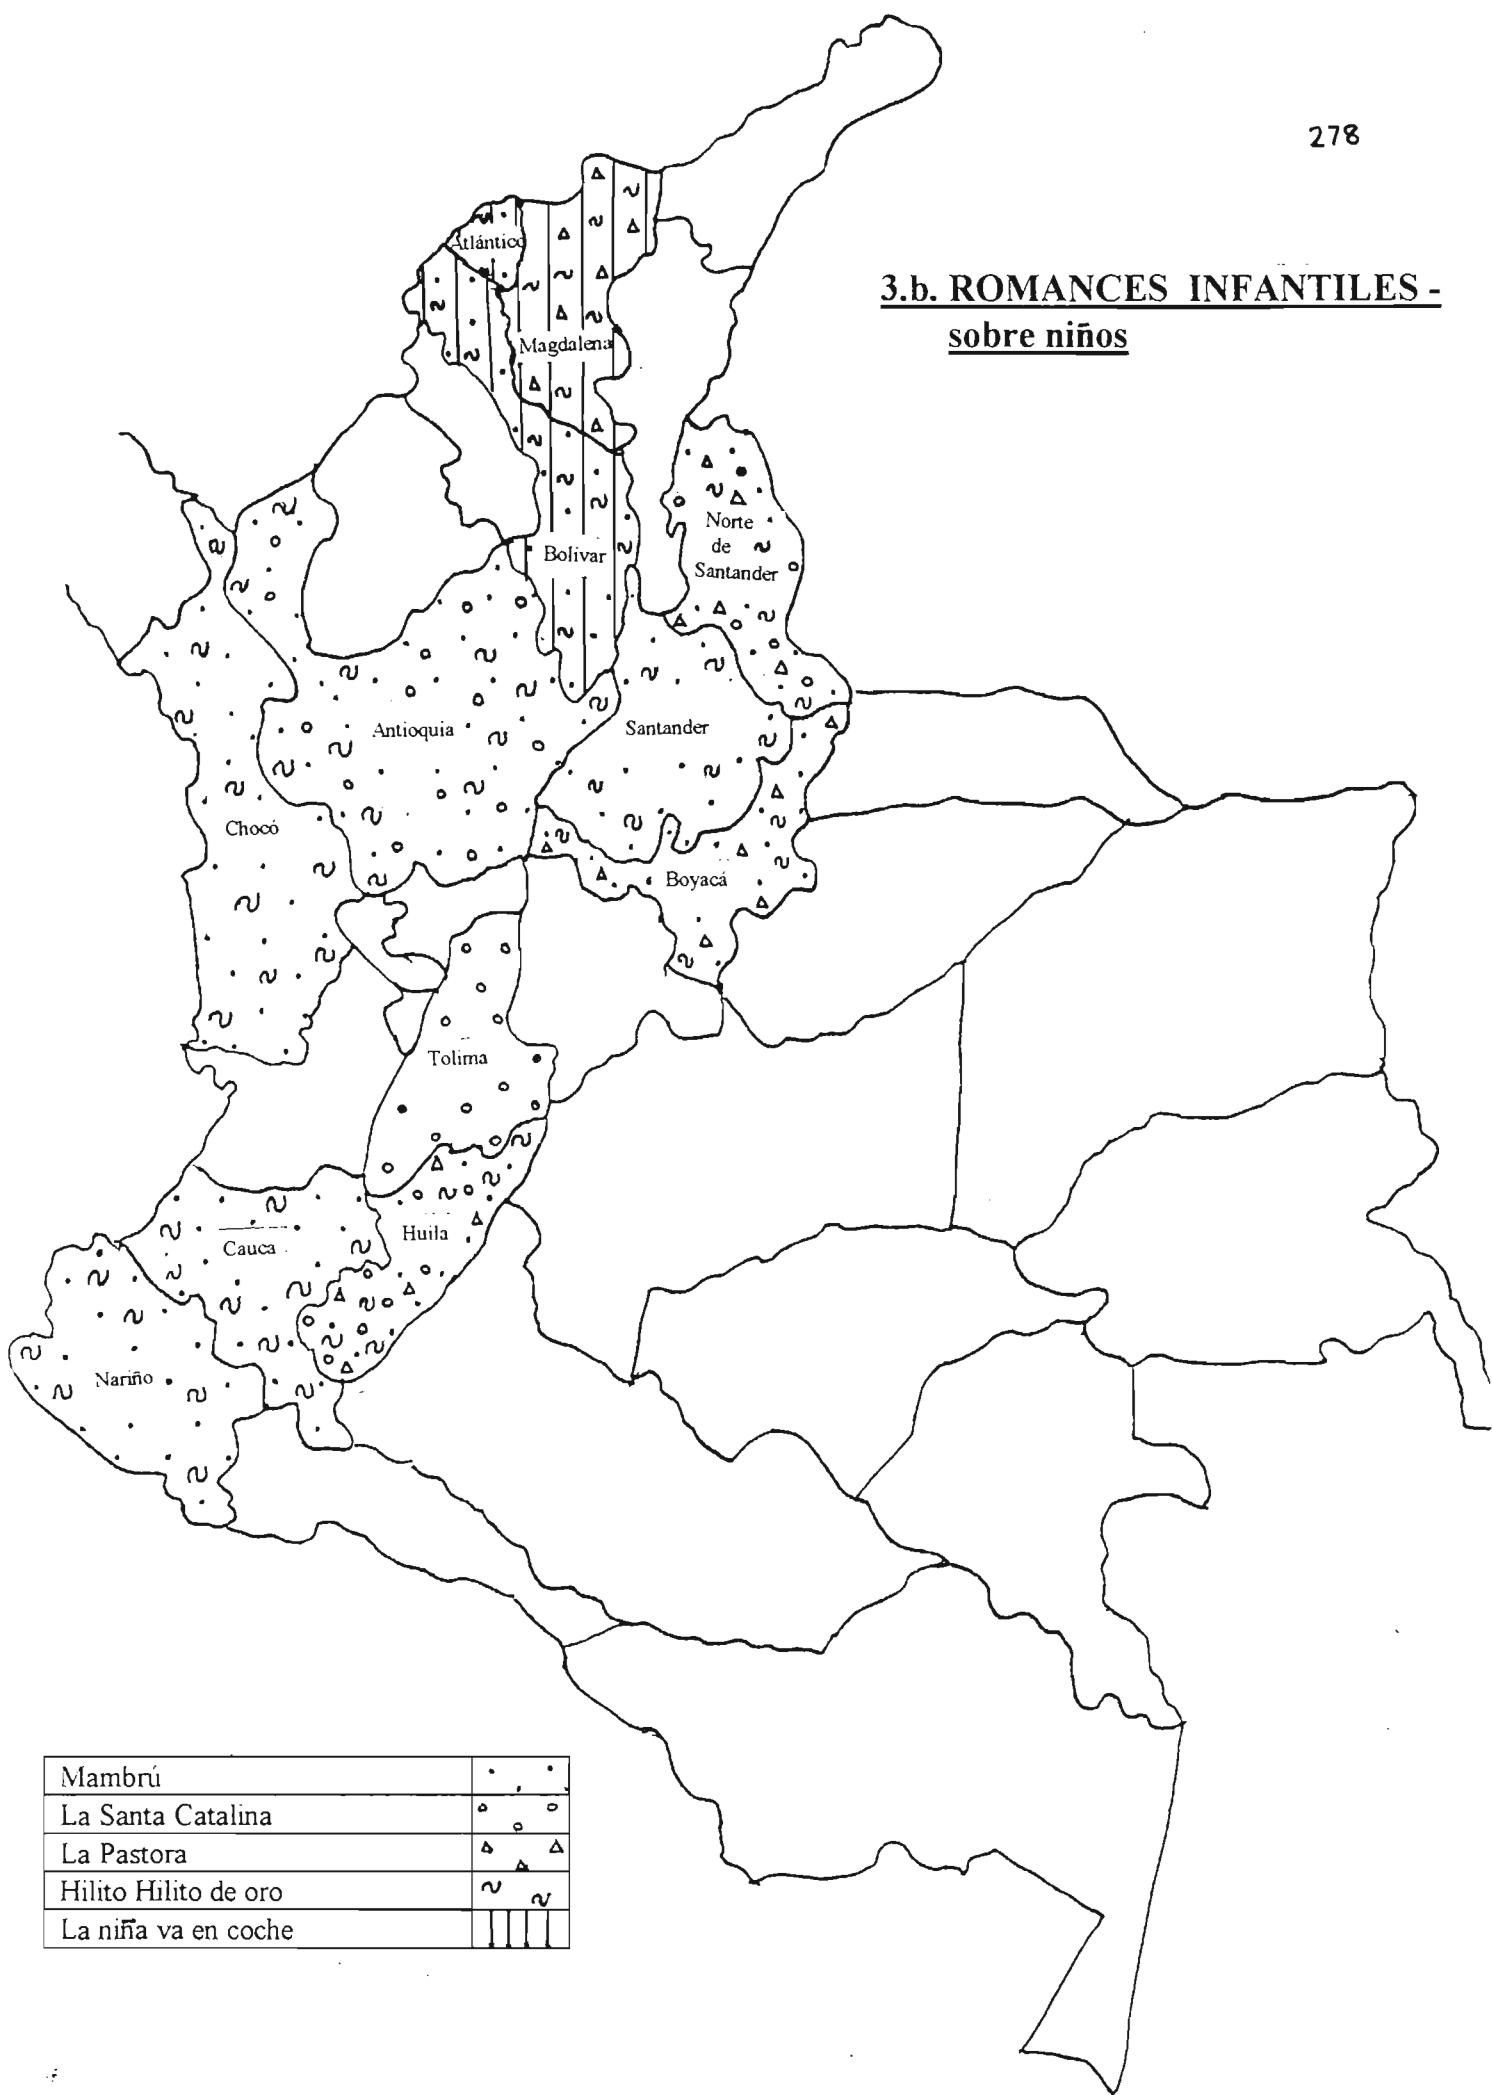 278
3.b. ROMANCES INFANTILES -
sobre niños
Atlántico
Magdalena
Bolívar
Norte
de
Santander
Antioquia
Santander
Chocó
Boyacá
Tolima
Huila
Cauca
Nariño
Mambrú
La Santa Catalina
La Pastora
Hilito Hilito de oro
La niña va en coche